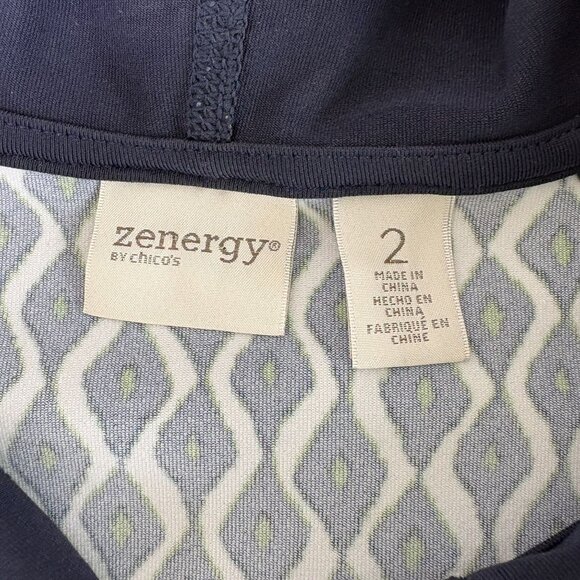 zenergy®
BY chico's
2
MADE IN
CHINA
HECHO EN
CHINA
FABRIQUÉ EN
CHINE